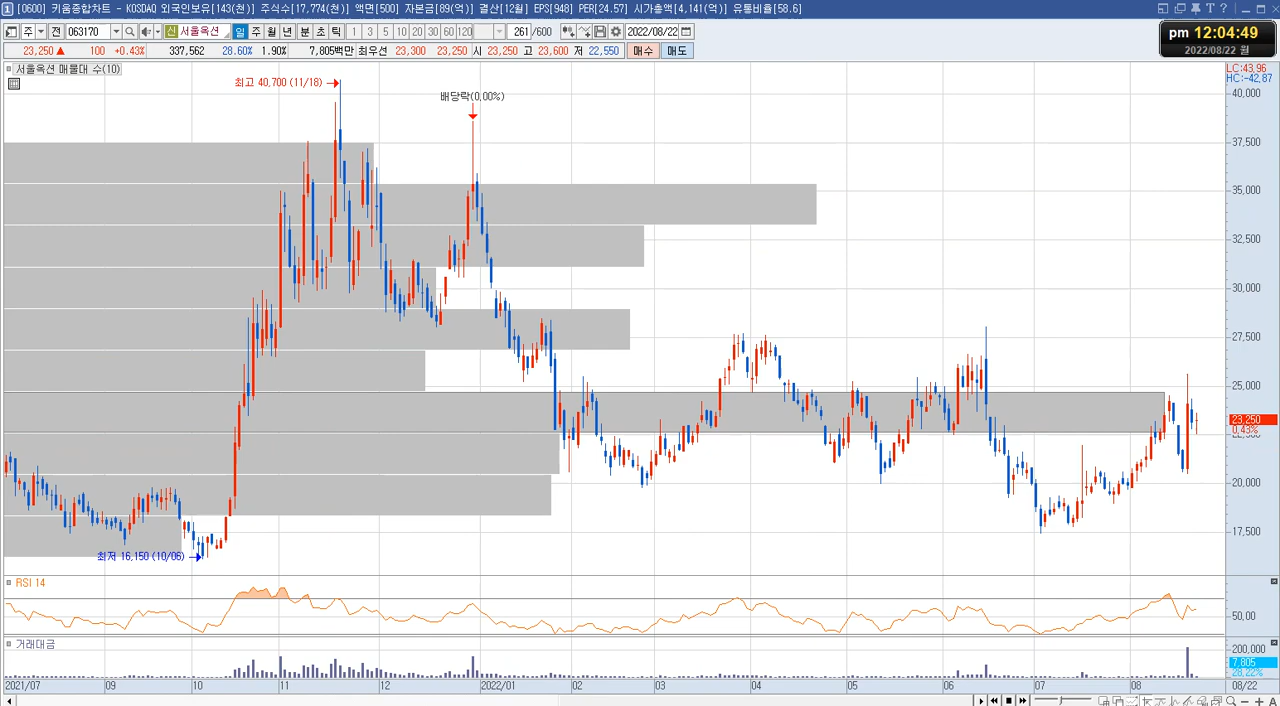 [0600] 키움종합차트 - KOSDAQ 외국인보유[143(천)] 주식수[17,774(천)] 액면[500] 자본금[89(억)] 결산[12월] EPS[948] PER[24.57] 시가총액[4,141(억)] 유통비율[58.6]
주 전 063170 신 서울옥션 일 주 월 년 분 초 틱 1 3 5 10 20 30 60 120 261 /600 2022/08/22
23,250 ▲ 100 +0.43% 337,562 28.60% 1.90% 7,805백만 최우선 23,300 23,250 시 23,250 고 23,600 저 22,550 매수 매도
pm 12:04:49
2022/08/22 월
서울옥션 매물대 수(10)
LC:43,96
HC:-42,87
최고 40,700 (11/18)
배당락(0,00%)
40,000
37,500
35,000
32,500
30,000
27,500
25,000
23,250
0,43%
22,500
20,000
17,500
최저 16,150 (10/06)
RSI 14
50,00
거래대금
200,000
7,805
28,22%
2021/07 09 10 11 12 2022/01 02 03 04 05 06 07 08 08/22